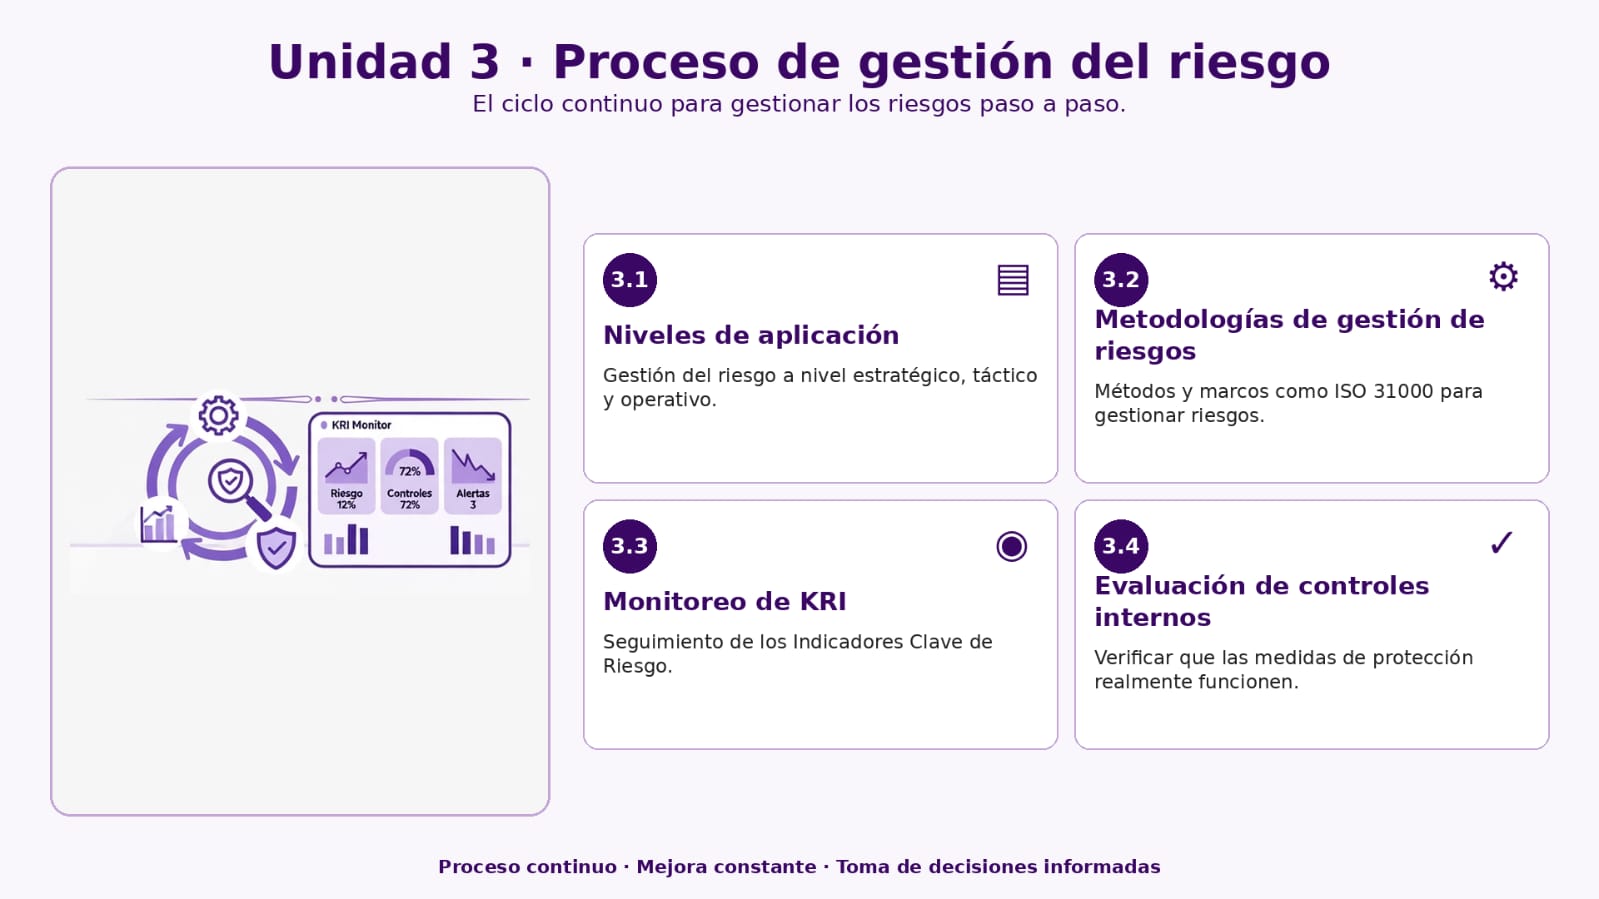 Unidad 3 · Proceso de gestión del riesgo
El ciclo continuo para gestionar los riesgos paso a paso.
KRI Monitor
Riesgo
12%
72%
Controles
72%
Alertas
3
3.1
Niveles de aplicación
Gestión del riesgo a nivel estratégico, táctico
y operativo.
3.2
Metodologías de gestión de
riesgos
Métodos y marcos como ISO 31000 para
gestionar riesgos.
3.3
Monitoreo de KRI
Seguimiento de los Indicadores Clave de
Riesgo.
3.4
Evaluación de controles
internos
Verificar que las medidas de protección
realmente funcionen.
Proceso continuo · Mejora constante · Toma de decisiones informadas